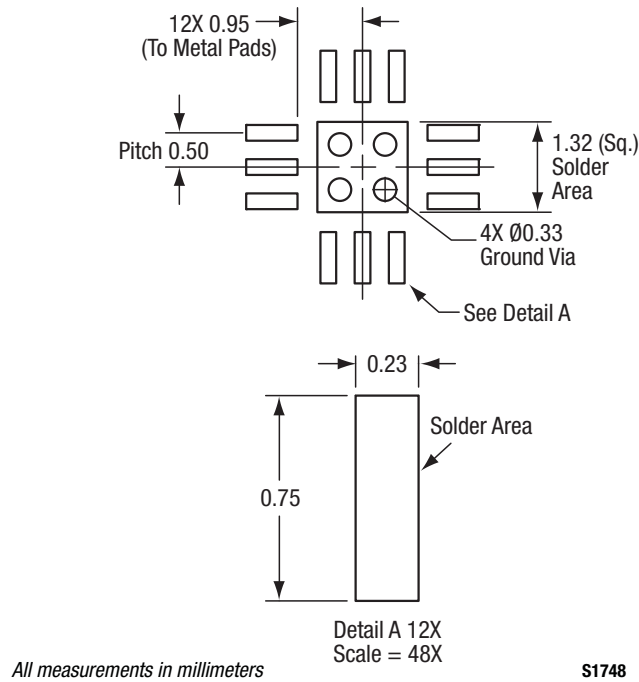 12X 0.95
(To Metal Pads)
Pitch 0.50
1.32 (Sq.)
Solder
Area
4X Ø0.33
Ground Via
See Detail A
0.23
Solder Area
0.75
Detail A 12X
Scale = 48X
All measurements in millimeters
S1748